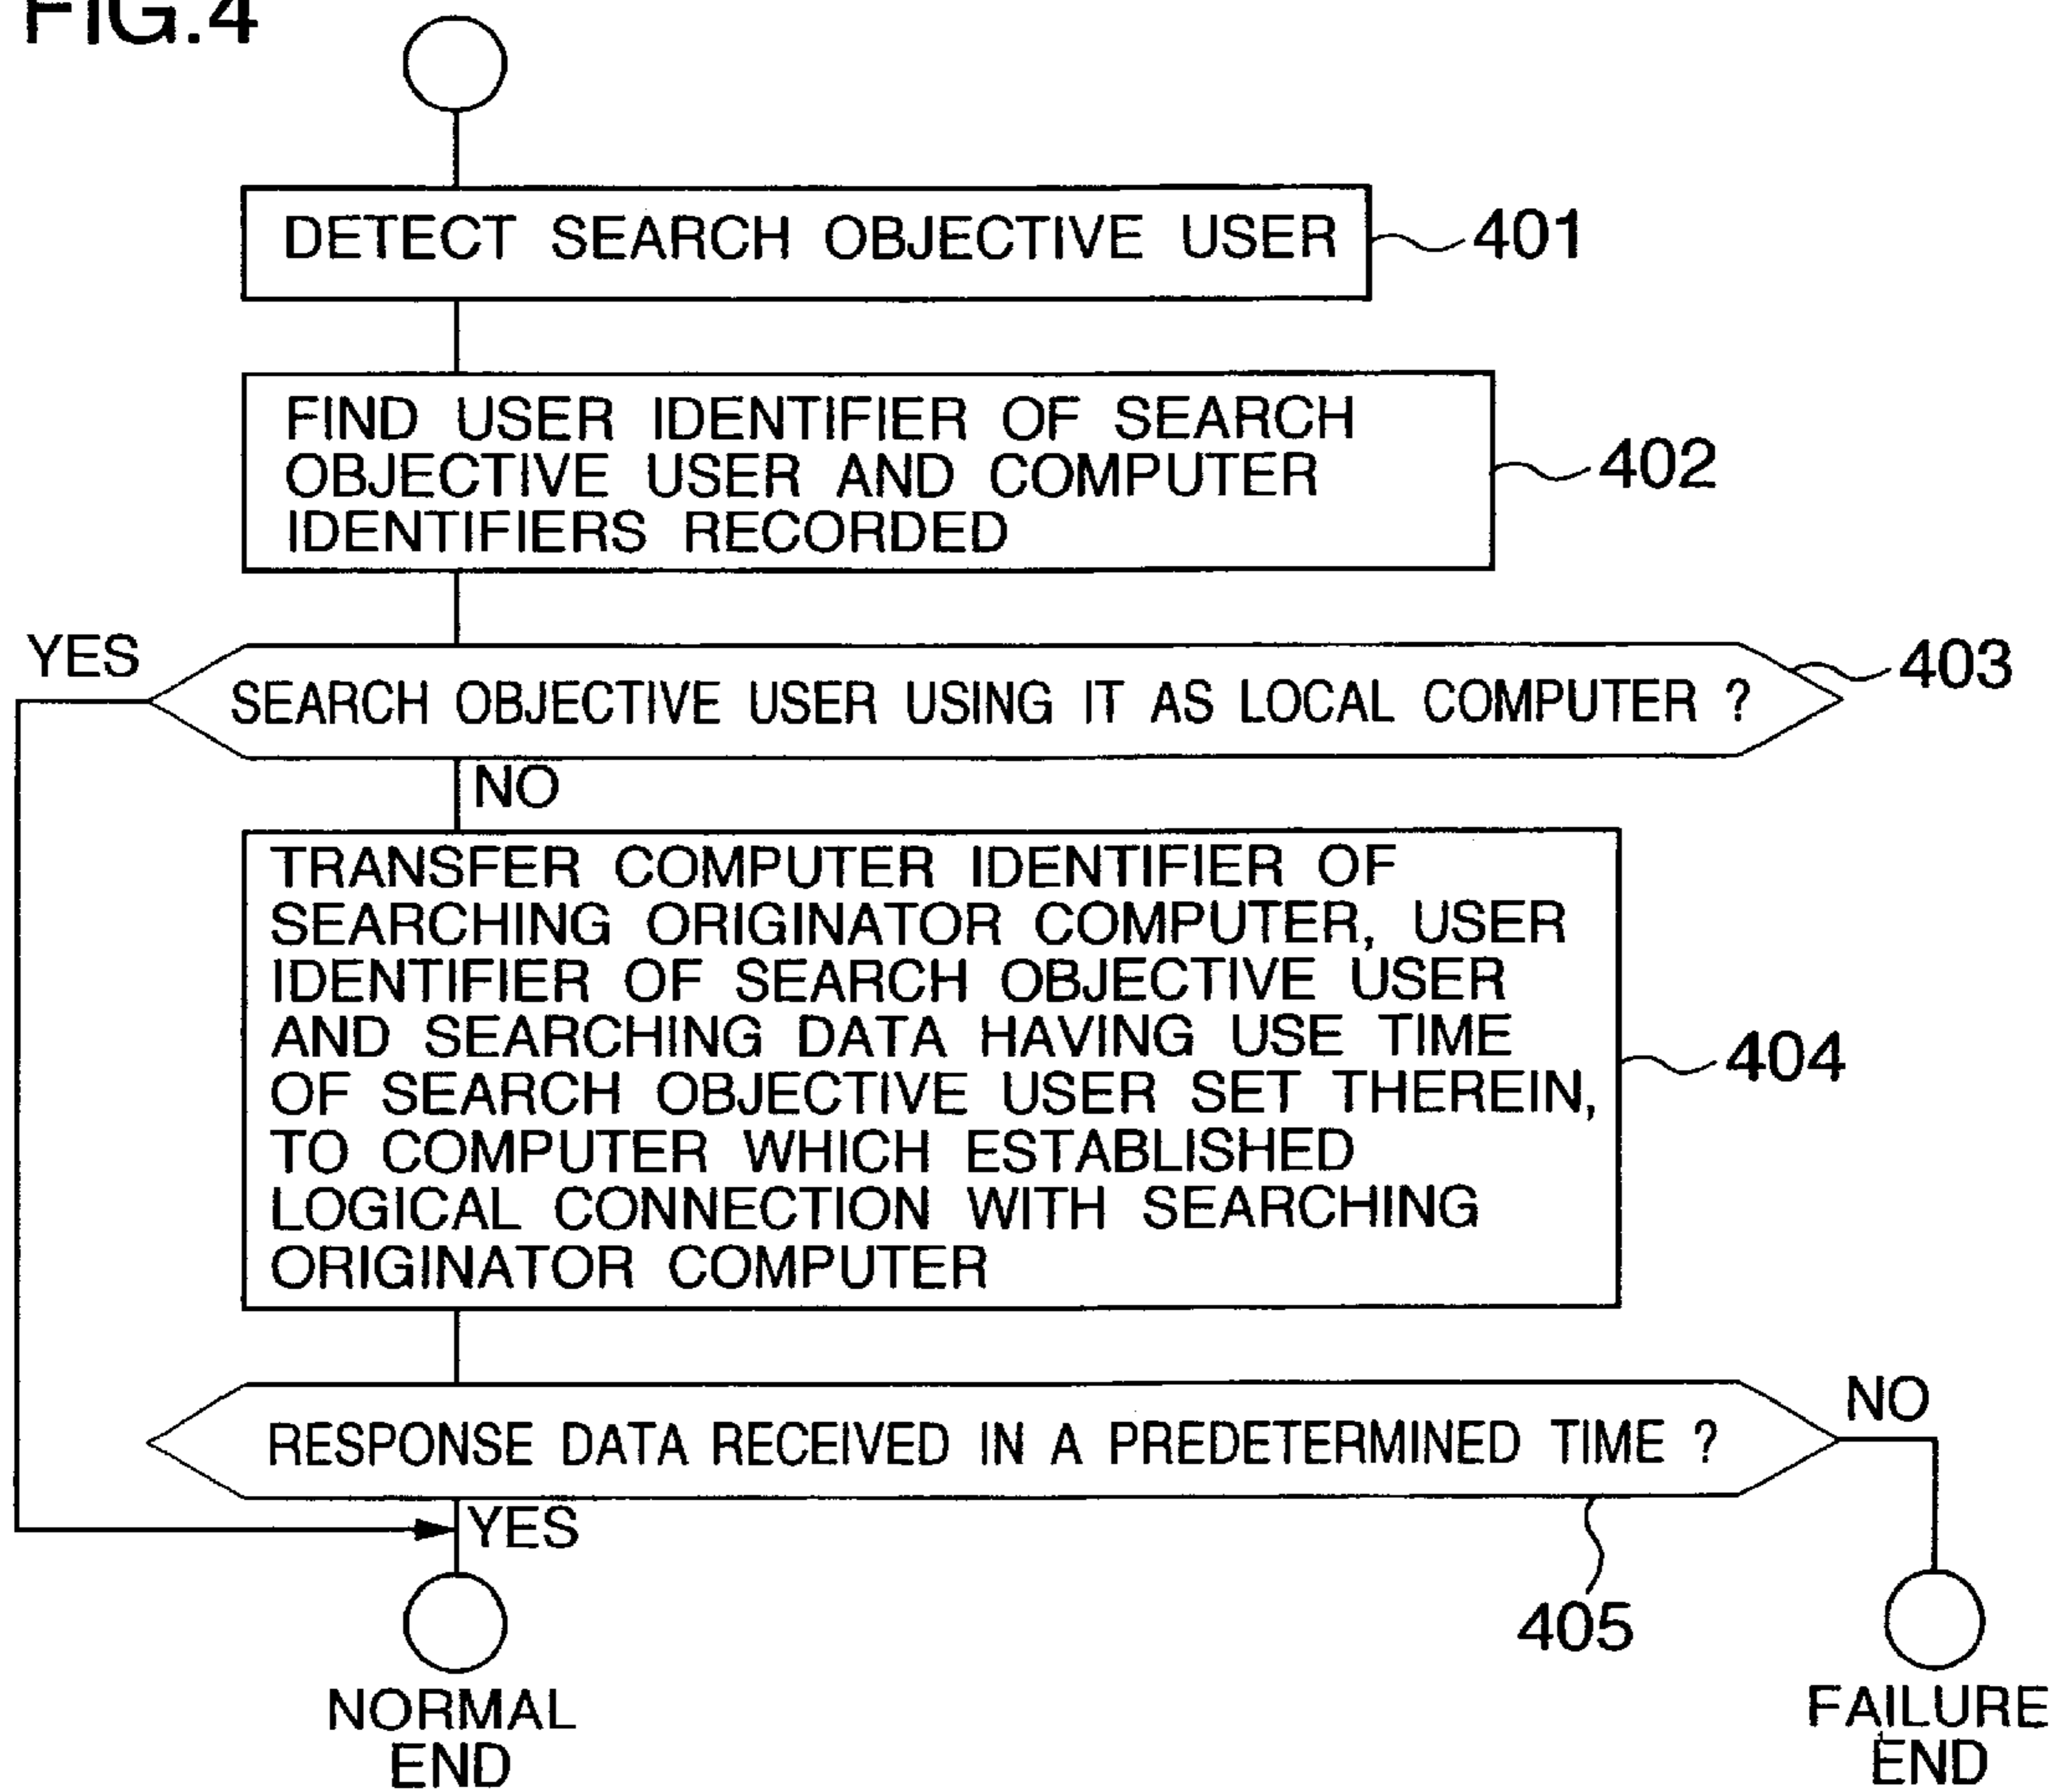 FIG.4
DETECT SEARCH OBJECTIVE USER
401
FIND USER IDENTIFIER OF SEARCH
OBJECTIVE USER AND COMPUTER
IDENTIFIERS RECORDED
402
YES
403
SEARCH OBJECTIVE USER USING IT AS LOCAL COMPUTER ?
NO
TRANSFER COMPUTER IDENTIFIER OF
SEARCHING ORIGINATOR COMPUTER, USER
IDENTIFIER OF SEARCH OBJECTIVE USER
AND SEARCHING DATA HAVING USE TIME
OF SEARCH OBJECTIVE USER SET THEREIN,
TO COMPUTER WHICH ESTABLISHED
LOGICAL CONNECTION WITH SEARCHING
ORIGINATOR COMPUTER
404
RESPONSE DATA RECEIVED IN A PREDETERMINED TIME ?
NO
YES
405
NORMAL
END
FAILURE
END